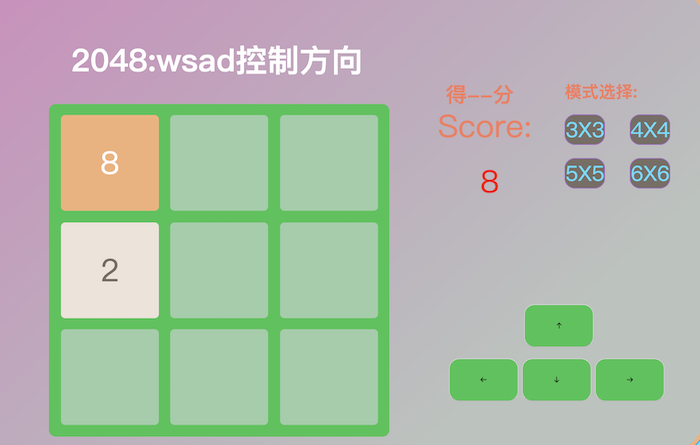 2048:wsad控制方向
得--分
Score:
8
模式选择:
3X3 4X4
5X5 6X6
8
2
↑
← ↓ →